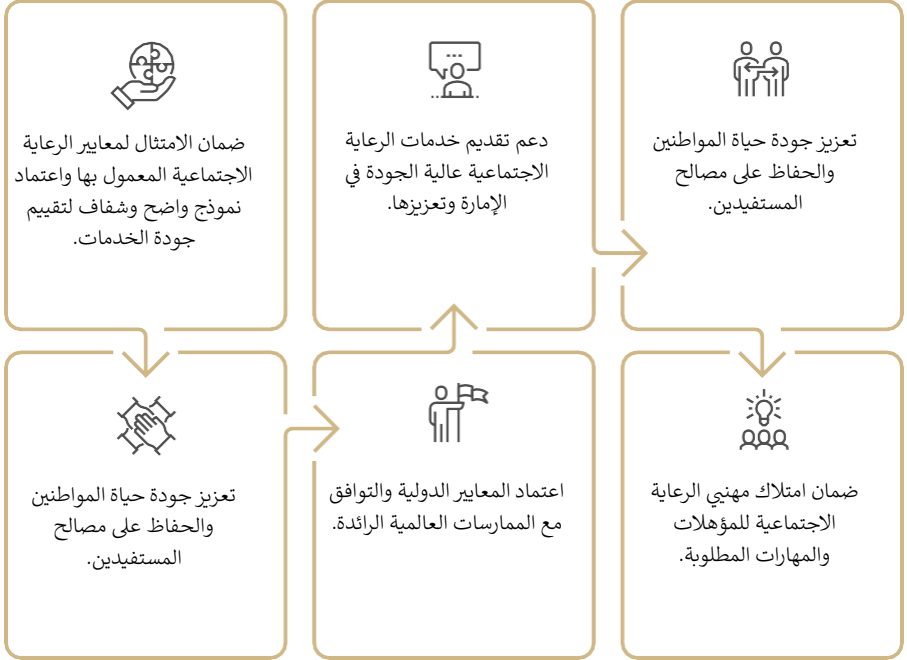 ضمان الامتثال لمعايير الرعاية
الاجتماعية المعمول بها واعتماد
نموذج واضح وشفاف لتقييم
جودة الخدمات.
تعزيز جودة حياة المواطنين
والحفاظ على مصالح
المستفيدين.
اعتماد المعايير الدولية والتوافق
مع الممارسات العالمية الرائدة.
دعم تقديم خدمات الرعاية
الاجتماعية عالية الجودة في
الإمارة وتعزيزها.
تعزيز جودة حياة المواطنين
والحفاظ على مصالح
المستفيدين.
ضمان امتلاك مهنيي الرعاية
الاجتماعية للمؤهلات
والمهارات المطلوبة.